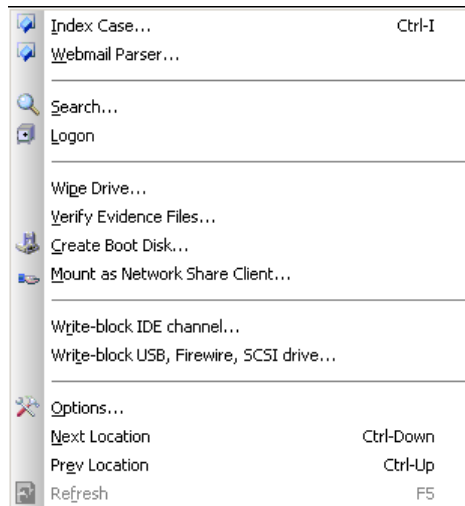 Index Case... Ctrl-I
Webmail Parser...
Search...
Logon
Wipe Drive...
Verify Evidence Files...
Create Boot Disk...
Mount as Network Share Client...
Write-block IDE channel...
Write-block USB, Firewire, SCSI drive...
Options...
Next Location Ctrl-Down
Prev Location Ctrl-Up
Refresh F5